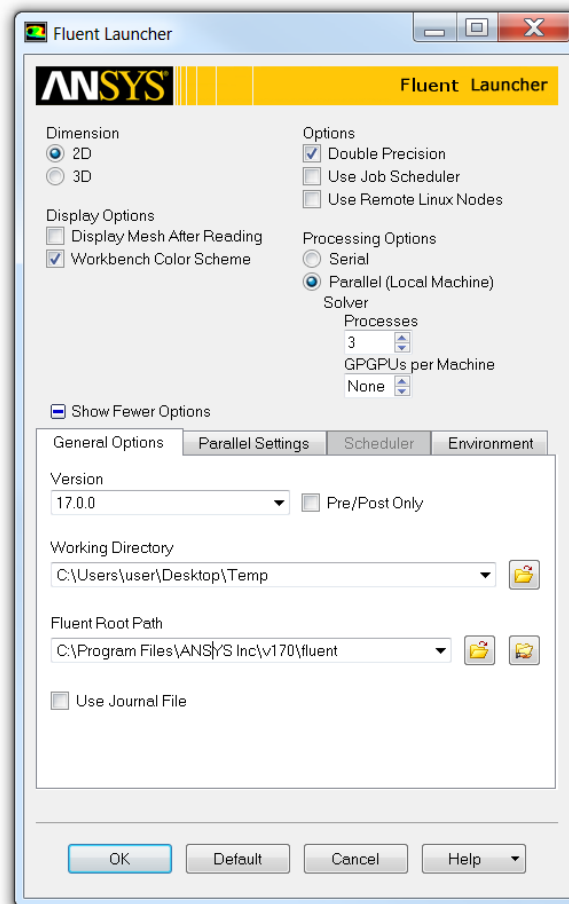 Fluent Launcher
ANSYS® Fluent Launcher
Dimension
2D
3D
Display Options
Display Mesh After Reading
Workbench Color Scheme
Options
Double Precision
Use Job Scheduler
Use Remote Linux Nodes
Processing Options
Serial
Parallel (Local Machine)
Solver
Processes
3
GPGPUs per Machine
None
Show Fewer Options
General Options Parallel Settings Scheduler Environment
Version
17.0.0 Pre/Post Only
Working Directory
C:\Users\user\Desktop\Temp
Fluent Root Path
C:\Program Files\ANSYS Inc\v170\fluent
Use Journal File
OK Default Cancel Help